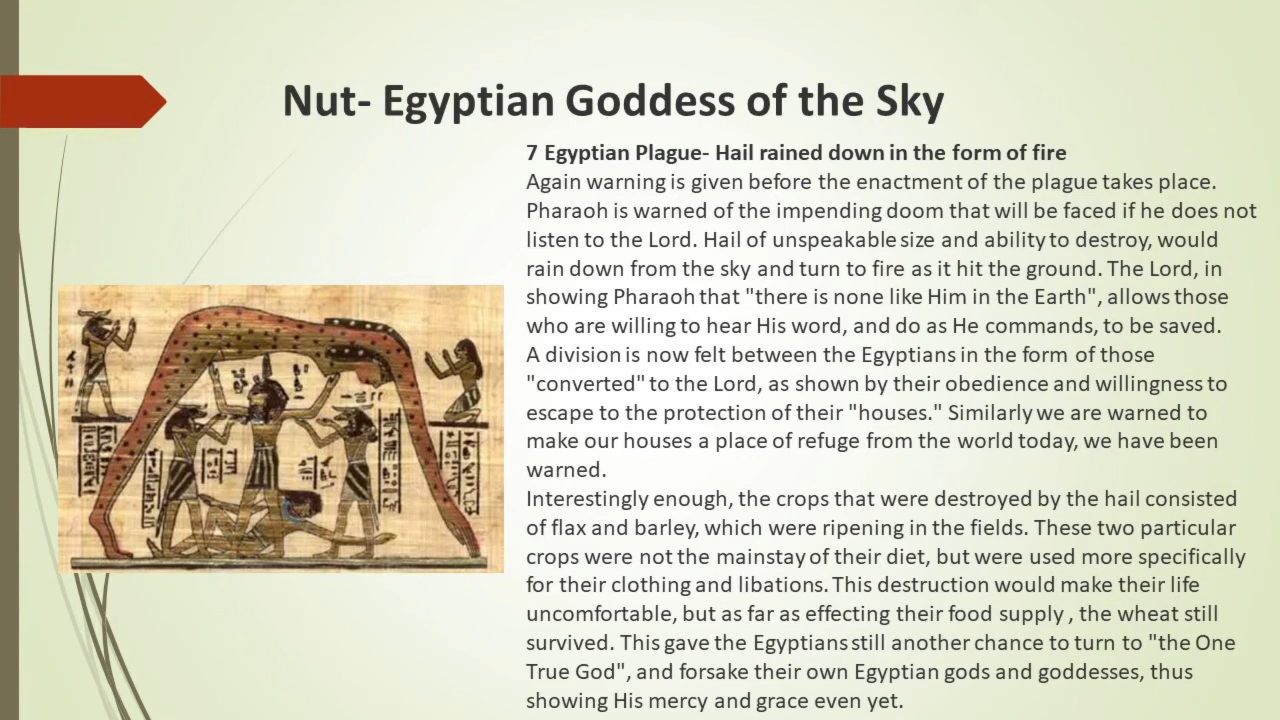 Nut- Egyptian Goddess of the Sky
7 Egyptian Plague- Hail rained down in the form of fire
Again warning is given before the enactment of the plague takes place.
Pharaoh is warned of the impending doom that will be faced if he does not
listen to the Lord. Hail of unspeakable size and ability to destroy, would
rain down from the sky and turn to fire as it hit the ground. The Lord, in
showing Pharaoh that "there is none like Him in the Earth", allows those
who are willing to hear His word, and do as He commands, to be saved.
A division is now felt between the Egyptians in the form of those
"converted" to the Lord, as shown by their obedience and willingness to
escape to the protection of their "houses." Similarly we are warned to
make our houses a place of refuge from the world today, we have been
warned.
Interestingly enough, the crops that were destroyed by the hail consisted
of flax and barley, which were ripening in the fields. These two particular
crops were not the mainstay of their diet, but were used more specifically
for their clothing and libations. This destruction would make their life
uncomfortable, but as far as effecting their food supply , the wheat still
survived. This gave the Egyptians still another chance to turn to "the One
True God", and forsake their own Egyptian gods and goddesses, thus
showing His mercy and grace even yet.